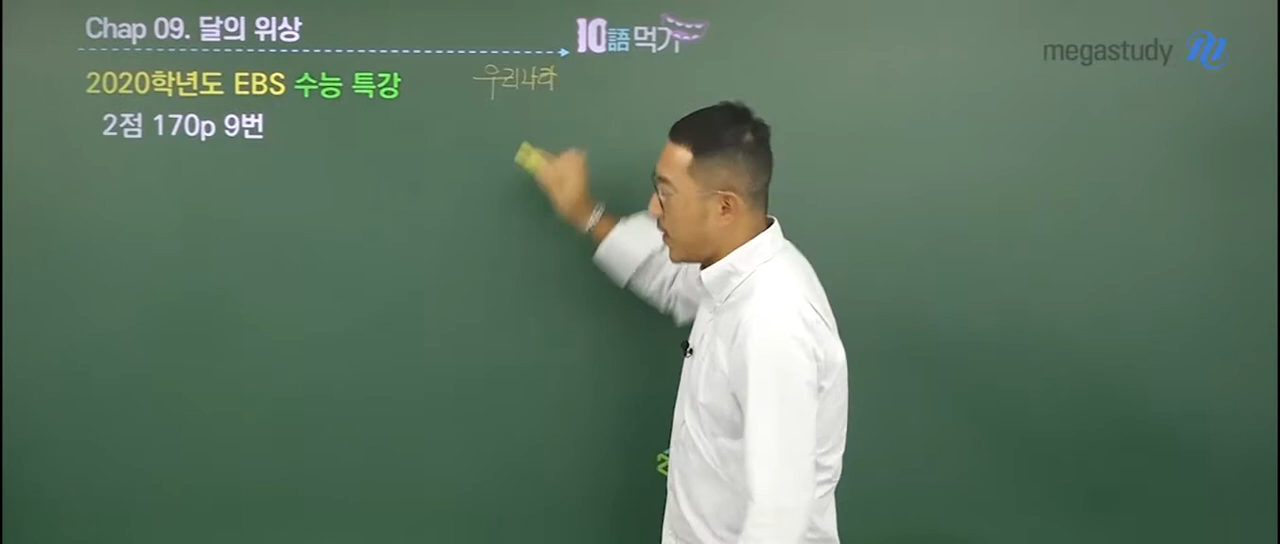 Chap 09. 달의 위상
10語먹기
megastudy
2020학년도 EBS 수능 특강
우리나라
2점 170p 9번